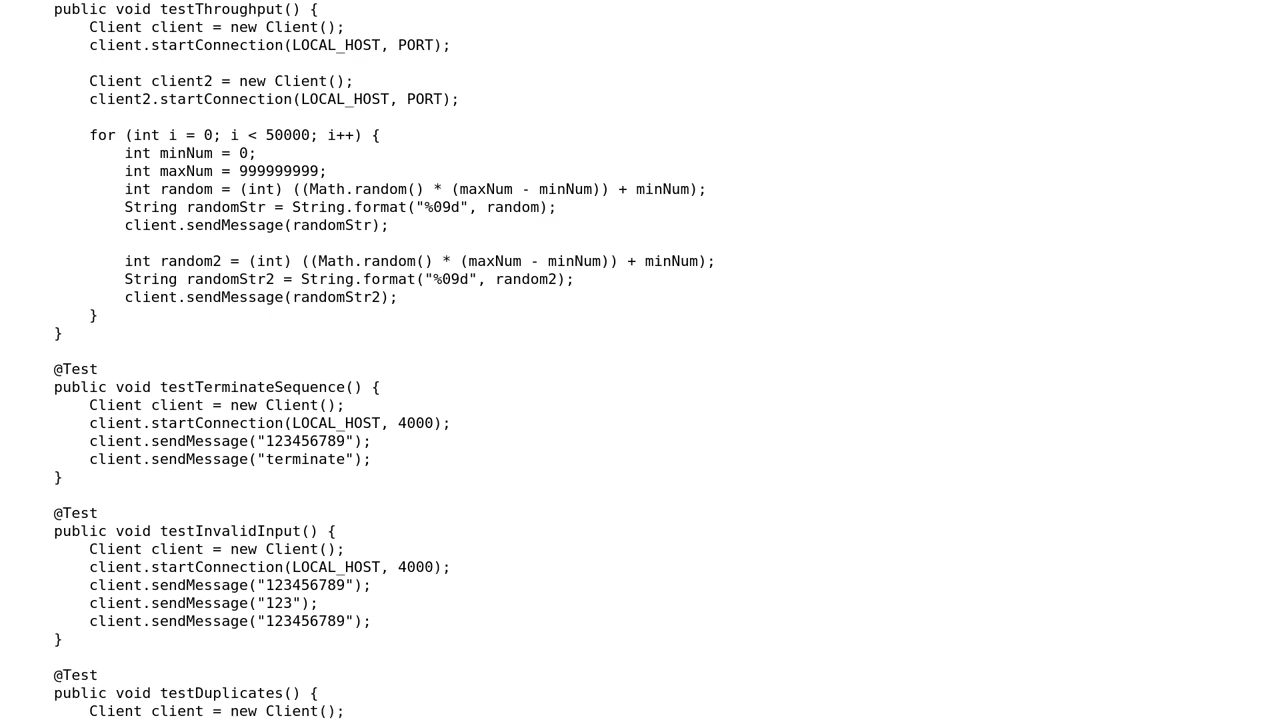 public void testThroughput() {
    Client client = new Client();
    client.startConnection(LOCAL_HOST, PORT);

    Client client2 = new Client();
    client2.startConnection(LOCAL_HOST, PORT);

    for (int i = 0; i < 50000; i++) {
        int minNum = 0;
        int maxNum = 999999999;
        int random = (int) ((Math.random() * (maxNum - minNum)) + minNum);
        String randomStr = String.format("%09d", random);
        client.sendMessage(randomStr);

        int random2 = (int) ((Math.random() * (maxNum - minNum)) + minNum);
        String randomStr2 = String.format("%09d", random2);
        client.sendMessage(randomStr2);
    }
}

@Test
public void testTerminateSequence() {
    Client client = new Client();
    client.startConnection(LOCAL_HOST, 4000);
    client.sendMessage("123456789");
    client.sendMessage("terminate");
}

@Test
public void testInvalidInput() {
    Client client = new Client();
    client.startConnection(LOCAL_HOST, 4000);
    client.sendMessage("123456789");
    client.sendMessage("123");
    client.sendMessage("123456789");
}

@Test
public void testDuplicates() {
    Client client = new Client();